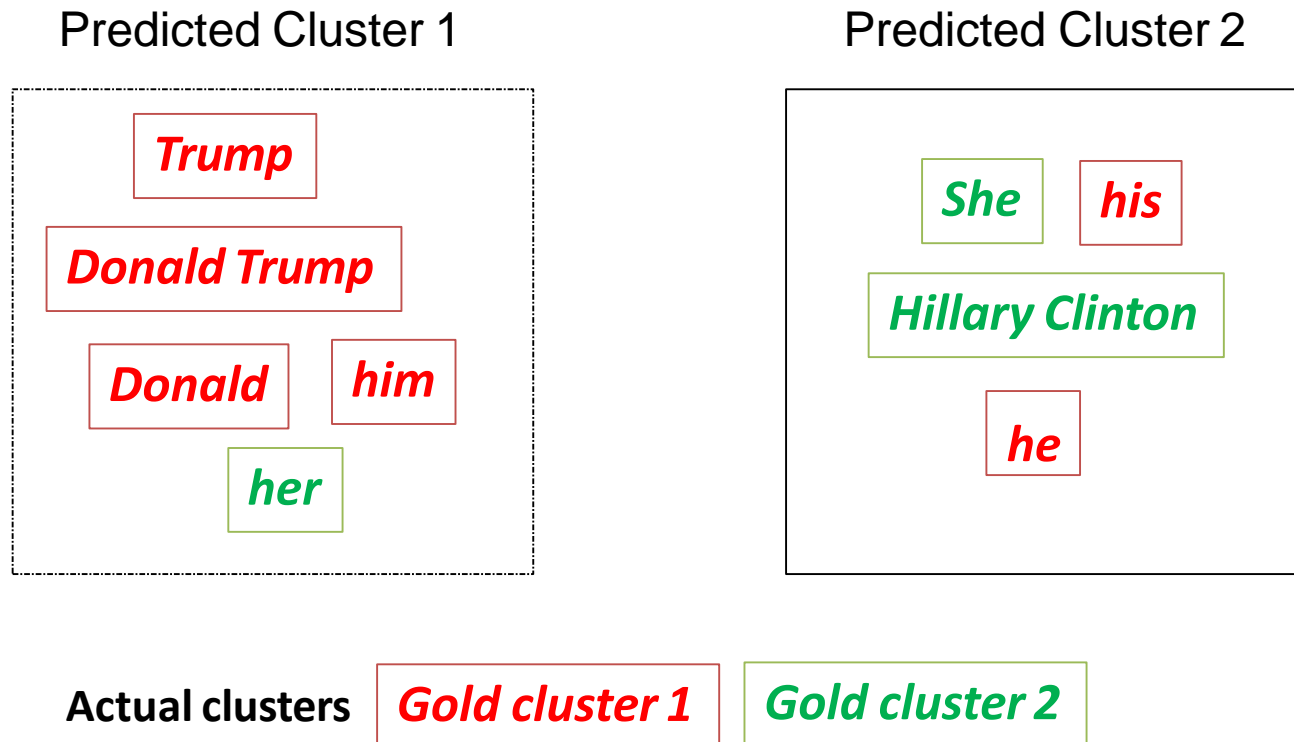 Predicted Cluster 1
Predicted Cluster 2
Trump
Donald Trump
Donald
him
her
She
his
Hillary Clinton
he
Actual clusters
Gold cluster 1
Gold cluster 2